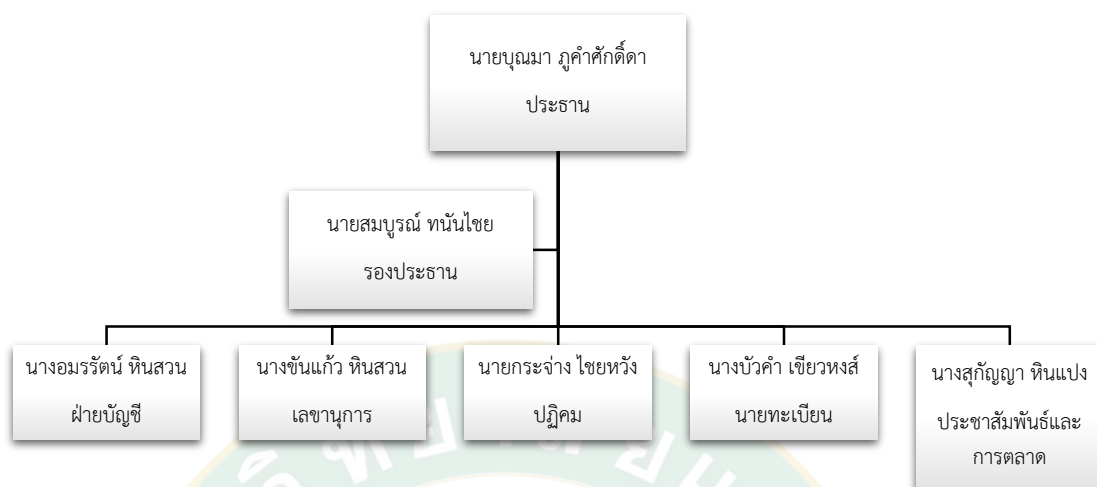 นายบุณมา ภูคำศักดิ์ดา
ประธาน
นายสมบูรณ์ ทนันไชย
รองประธาน
นางอมรรัตน์ หินสวน
ฝ่ายบัญชี
นางขันแก้ว หินสวน
เลขานุการ
นายกระจ่าง ไชยหวัง
ปฏิคม
นางบัวคำ เขียวหงส์
นายทะเบียน
นางสุกัญญา หินแปง
ประชาสัมพันธ์และ
การตลาด